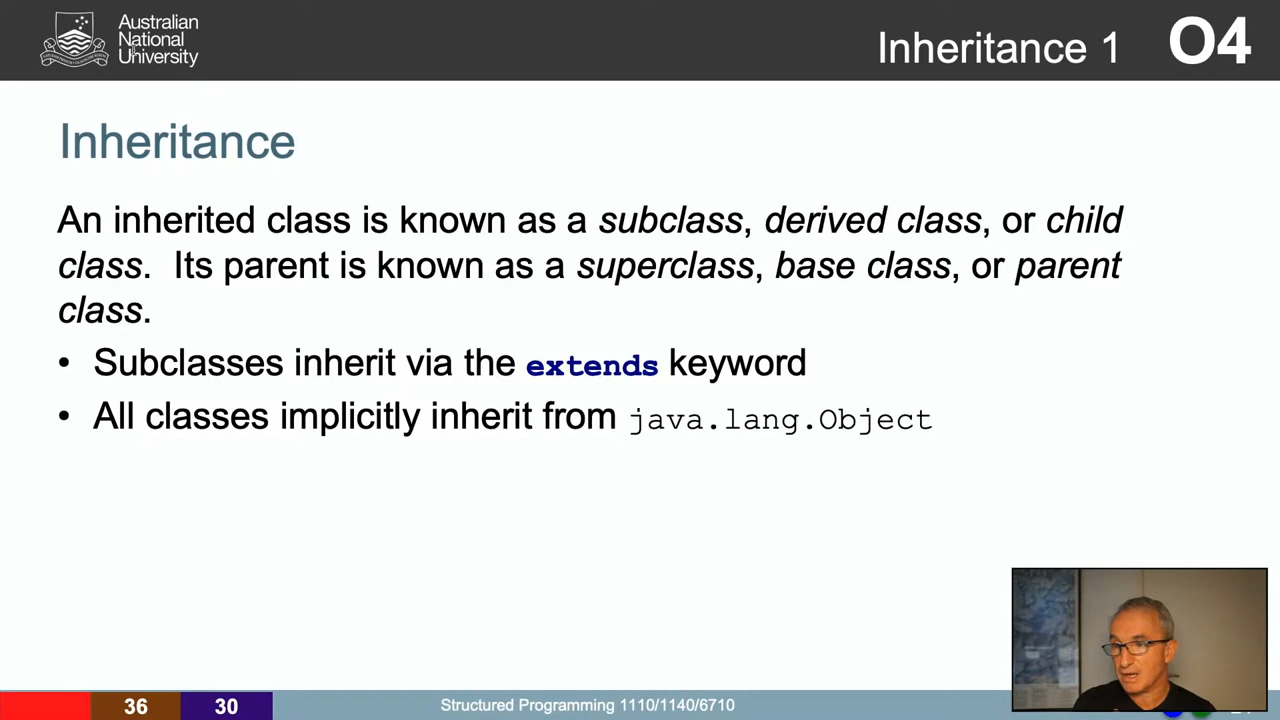 Australian
National
University
Inheritance 1 O4
Inheritance
An inherited class is known as a subclass, derived class, or child
class.  Its parent is known as a superclass, base class, or parent
class.
• Subclasses inherit via the extends keyword
• All classes implicitly inherit from java.lang.Object
36 30 Structured Programming 1110/1140/6710